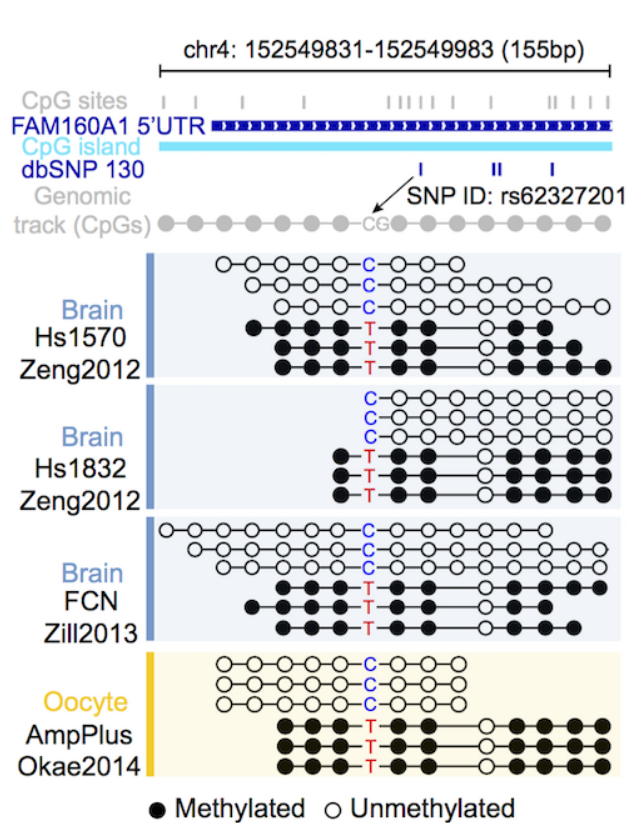 chr4: 152549831-152549983 (155bp)
CpG sites
FAM160A1 5'UTR
CpG island
dbSNP 130
SNP ID: rs62327201
Genomic
track (CpGs)
CG
C
C
C
Brain
Hs1570
T
T
Zeng2012
T
C
C
Brain
C
Hs1832
T
T
Zeng2012
T
C
C
Brain
C
FCN
T
T
Zill2013
T
C
C
Oocyte
C
AmpPlus
T
T
Okae2014
T
Methylated
Unmethylated